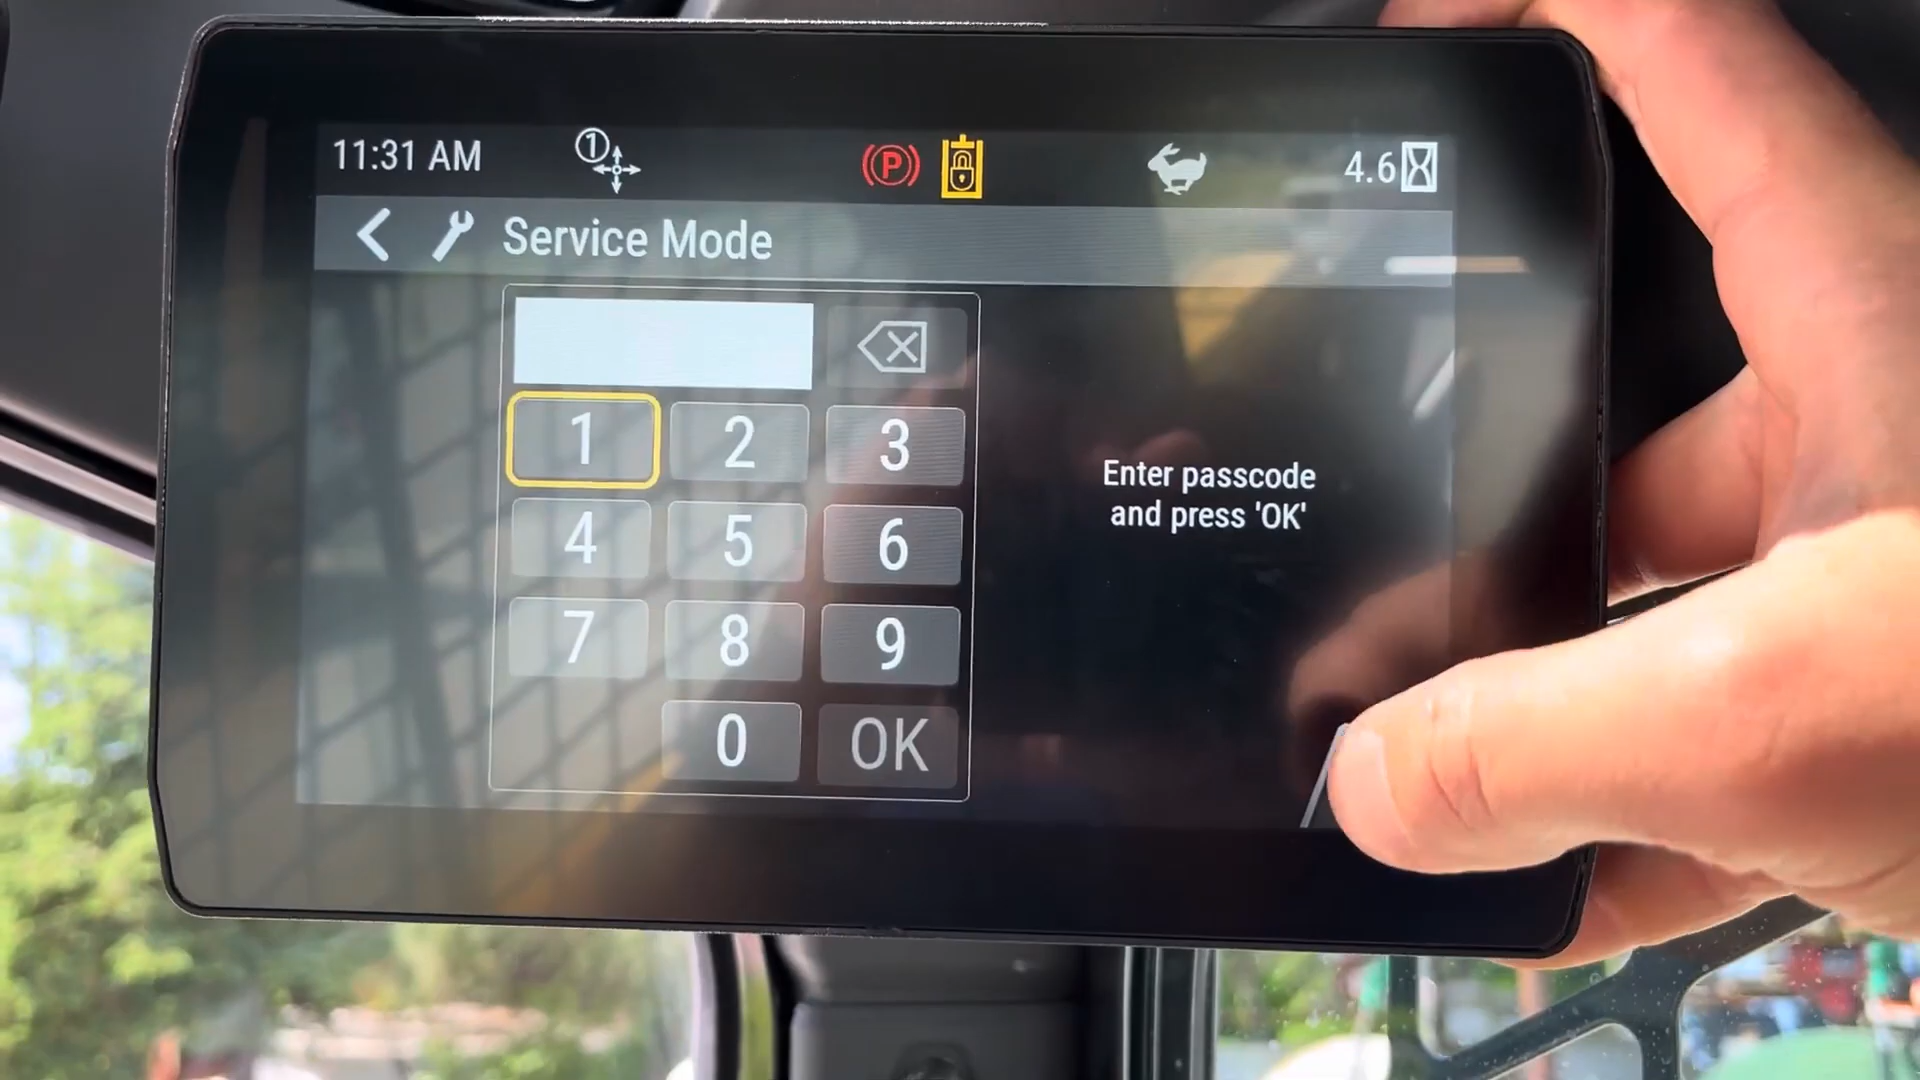 11:31 AM
1
P
4.6
Service Mode
1 2 3
4 5 6
7 8 9
0 OK
Enter passcode
and press 'OK'